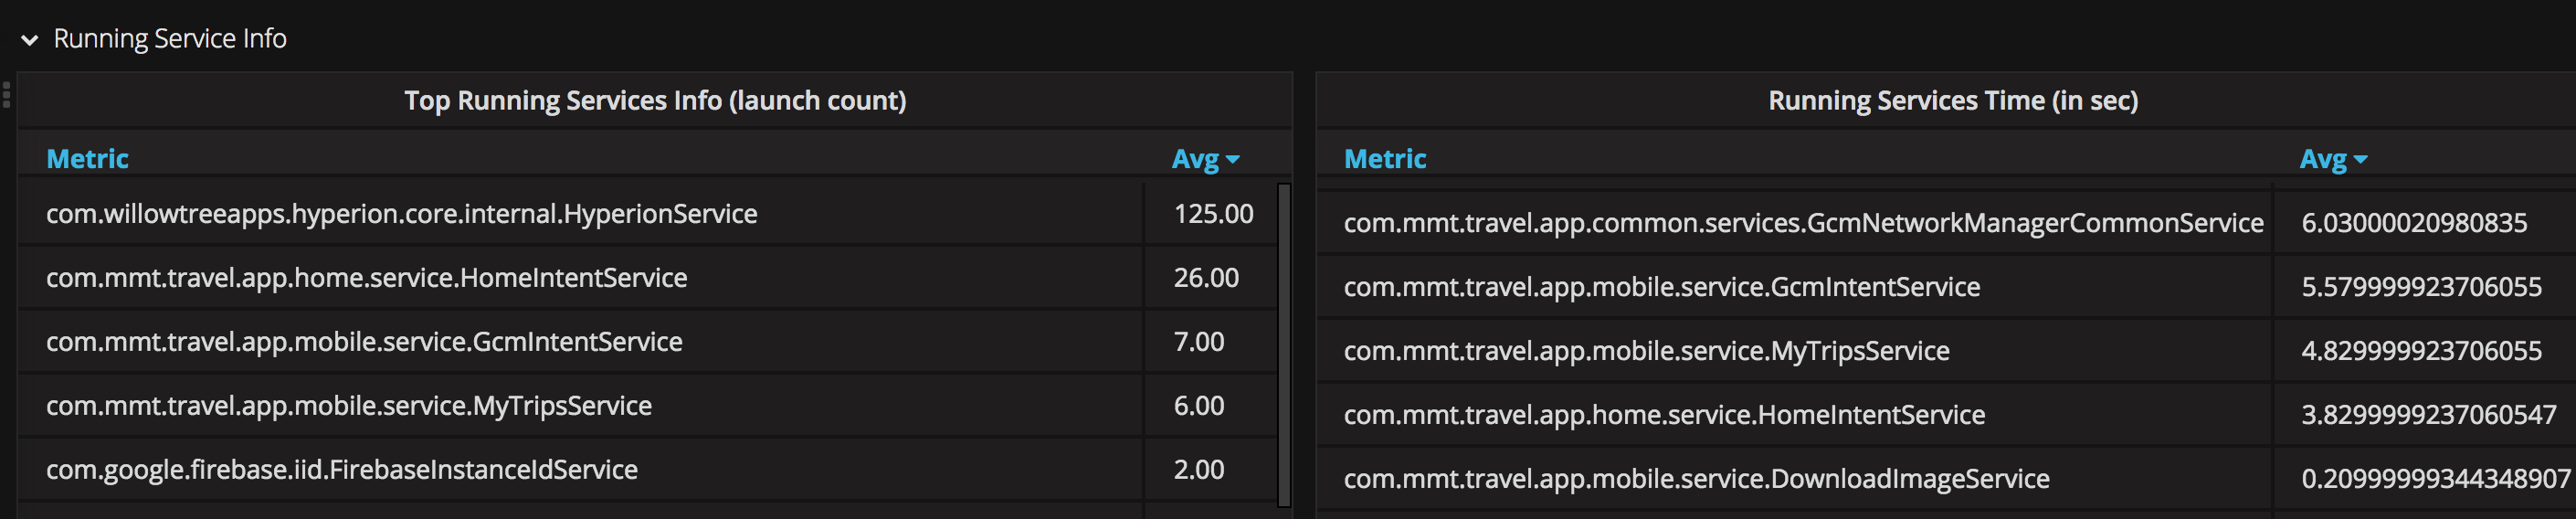 Running Service Info
Top Running Services Info (launch count)
Metric Avg
com.willowtreeapps.hyperion.core.internal.HyperionService 125.00
com.mmt.travel.app.home.service.HomeIntentService 26.00
com.mmt.travel.app.mobile.service.GcmIntentService 7.00
com.mmt.travel.app.mobile.service.MyTripsService 6.00
com.google.firebase.iid.FirebaseInstanceIdService 2.00
Running Services Time (in sec)
Metric Avg
com.mmt.travel.app.common.services.GcmNetworkManagerCommonService 6.03000020980835
com.mmt.travel.app.mobile.service.GcmIntentService 5.579999923706055
com.mmt.travel.app.mobile.service.MyTripsService 4.829999923706055
com.mmt.travel.app.home.service.HomeIntentService 3.8299999237060547
com.mmt.travel.app.mobile.service.DownloadImageService 0.20999999344348907